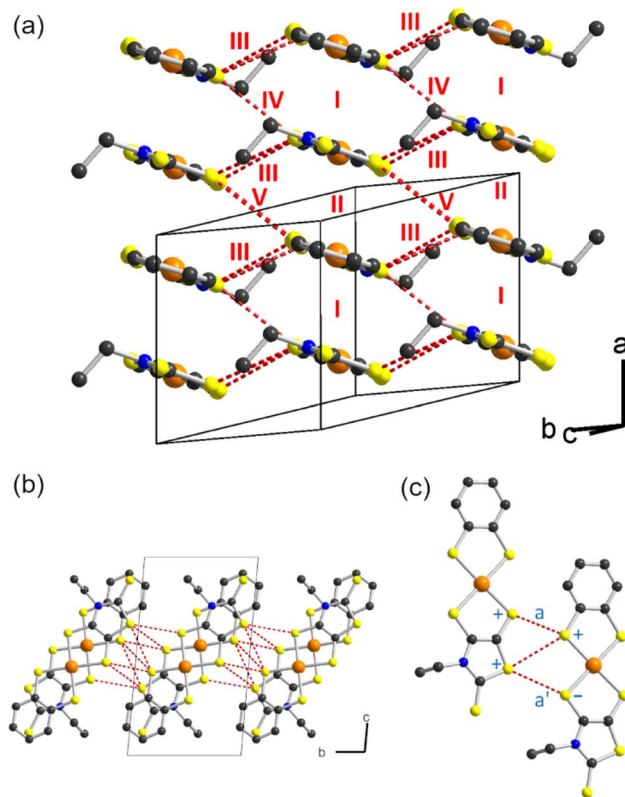 (a)
III III
IV I IV I
III III
V II V II
III III
I I
a
b c
(b)
c
b
(c)
+ a +
+
a' −